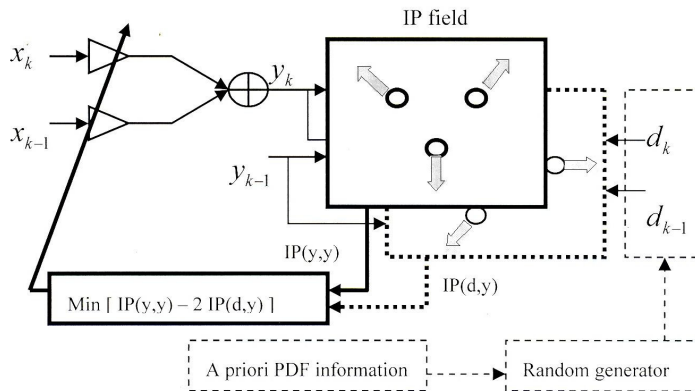 IP field
x_k
y_k
x_{k-1}
y_{k-1}
d_k
d_{k-1}
IP(y,y)
IP(d,y)
Min [ IP(y,y) – 2 IP(d,y) ]
A priori PDF information
Random generator